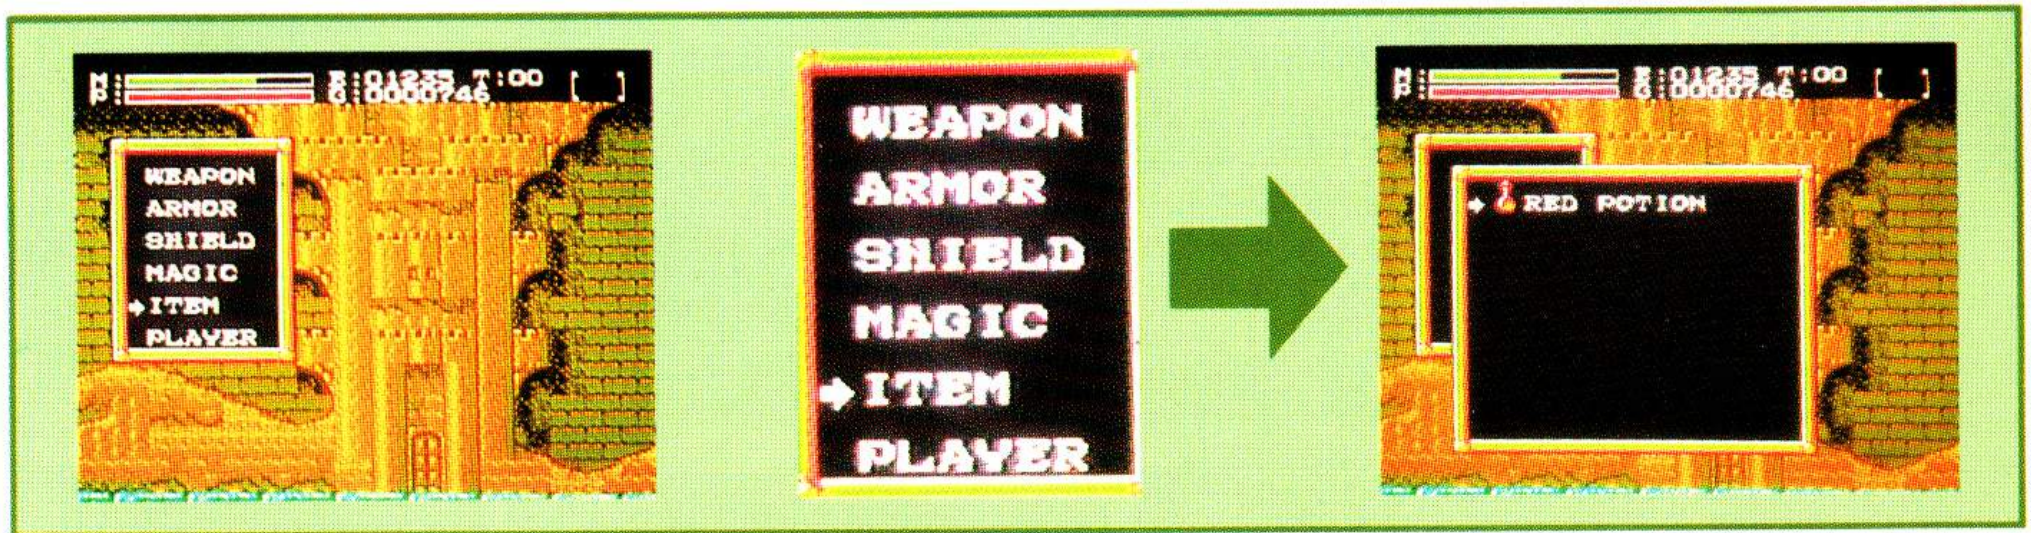 M: E:01235 T:00 [ ]
P: G:0000746
WEAPON
ARMOR
SHIELD
MAGIC
ITEM
PLAYER
WEAPON
ARMOR
SHIELD
MAGIC
ITEM
PLAYER
M: E:01235 T:00 [ ]
P: G:0000746
RED POTION